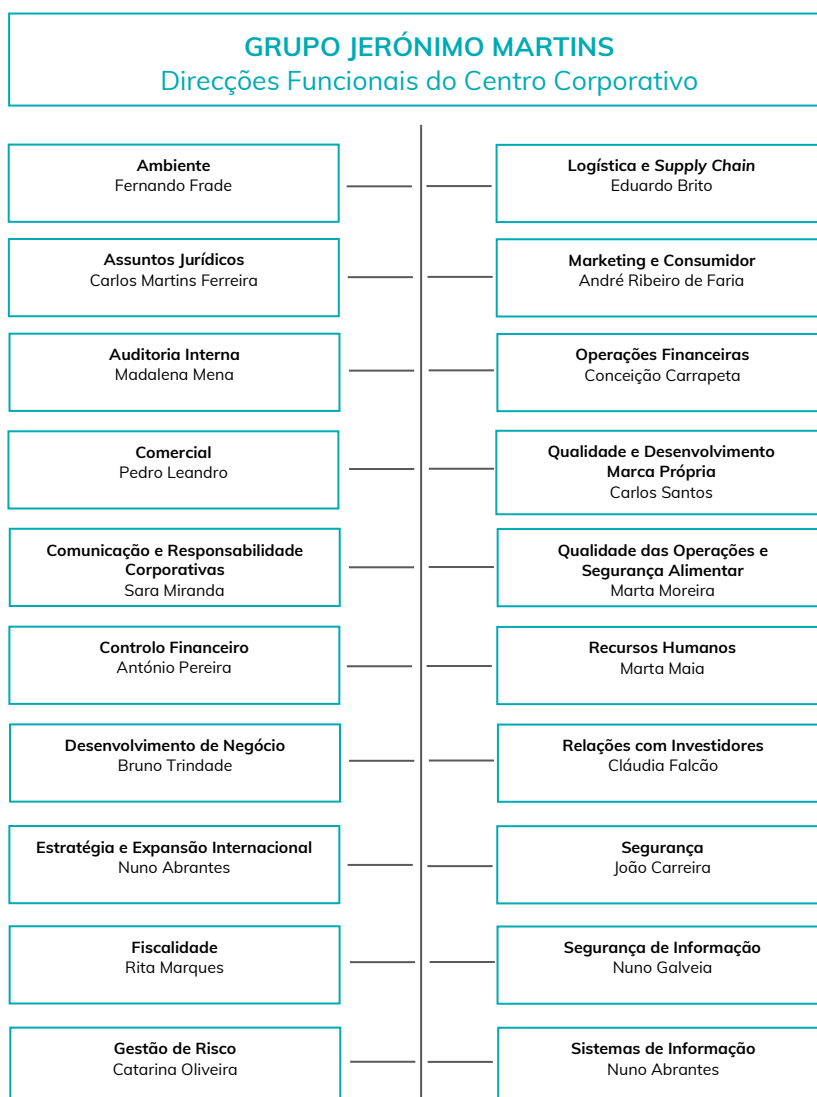 GRUPO JERÓNIMO MARTINS
Direcções Funcionais do Centro Corporativo
Ambiente
Fernando Frade
Assuntos Jurídicos
Carlos Martins Ferreira
Auditoria Interna
Madalena Mena
Comercial
Pedro Leandro
Comunicação e Responsabilidade
Corporativas
Sara Miranda
Controlo Financeiro
António Pereira
Desenvolvimento de Negócio
Bruno Trindade
Estratégia e Expansão Internacional
Nuno Abrantes
Fiscalidade
Rita Marques
Gestão de Risco
Catarina Oliveira
Logística e Supply Chain
Eduardo Brito
Marketing e Consumidor
André Ribeiro de Faria
Operações Financeiras
Conceição Carrapeta
Qualidade e Desenvolvimento
Marca Própria
Carlos Santos
Qualidade das Operações e
Segurança Alimentar
Marta Moreira
Recursos Humanos
Marta Maia
Relações com Investidores
Cláudia Falcão
Segurança
João Carreira
Segurança de Informação
Nuno Galveia
Sistemas de Informação
Nuno Abrantes